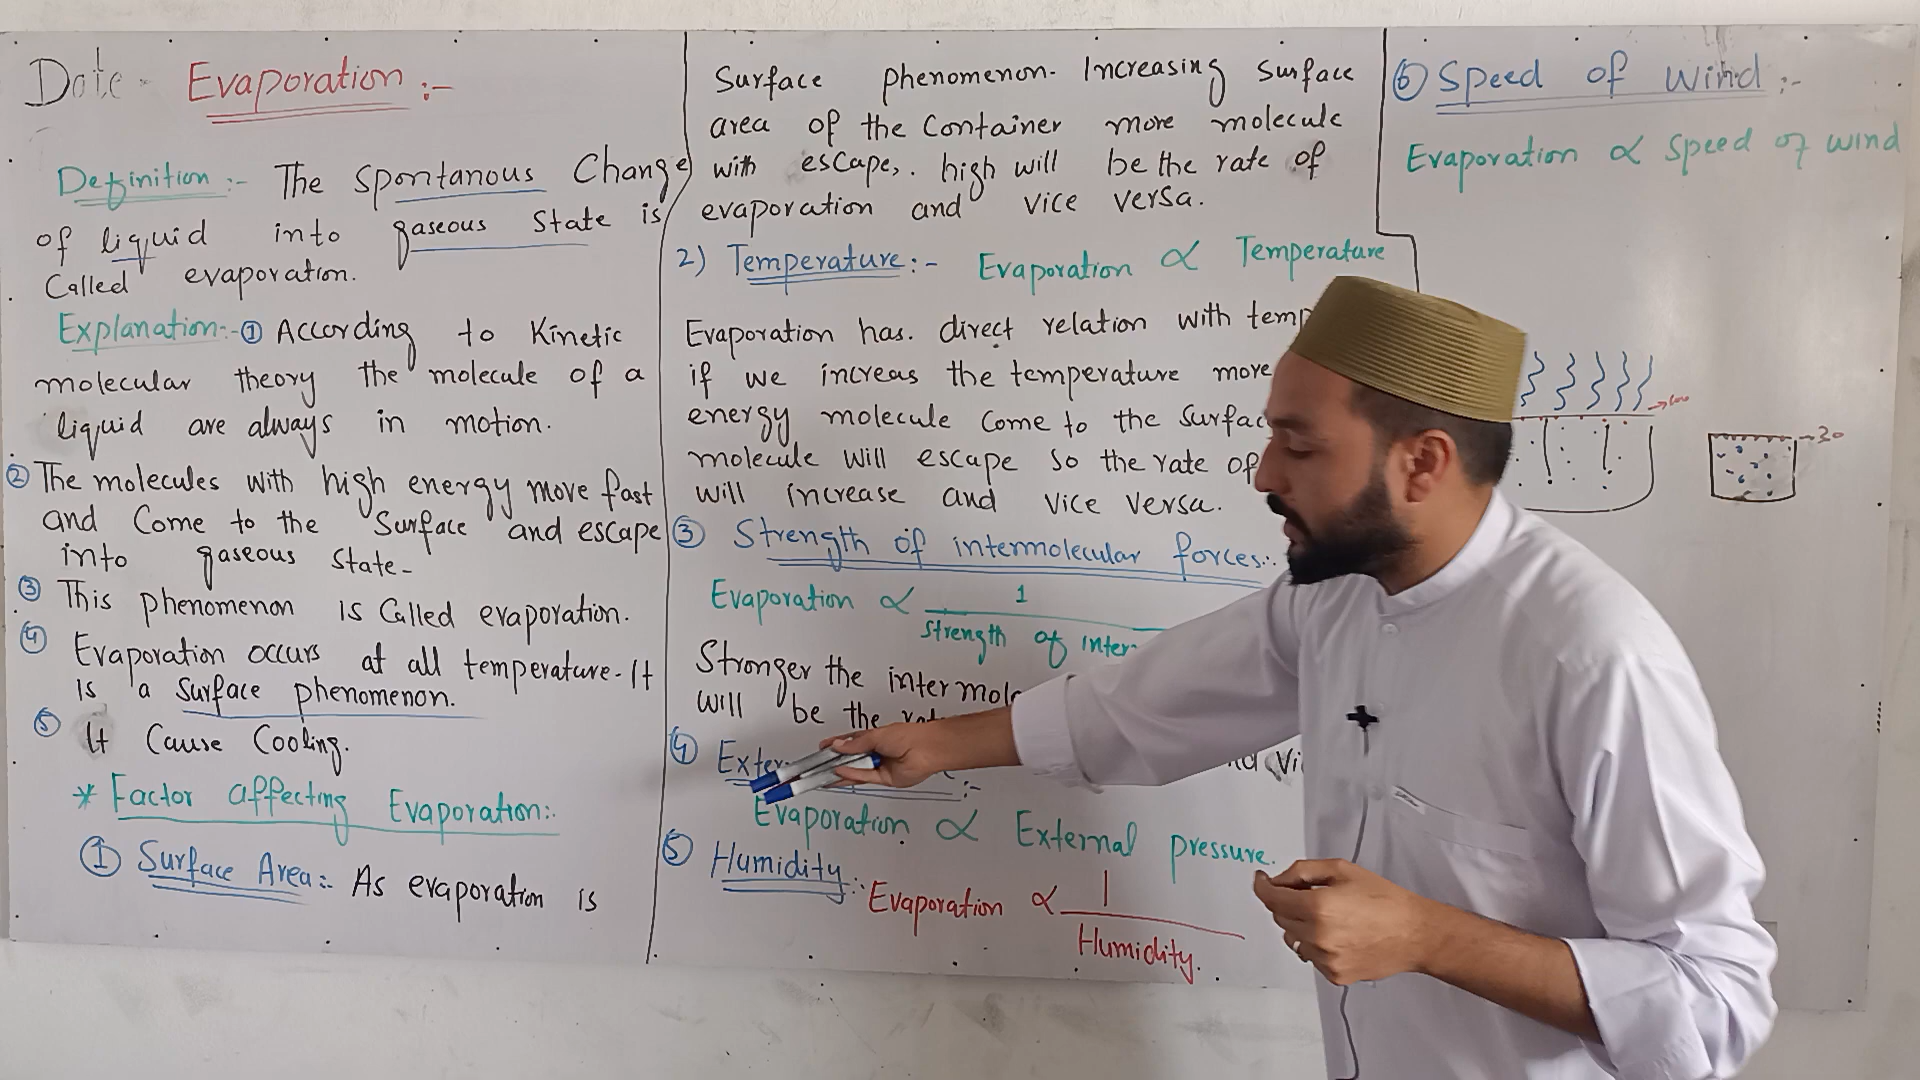 Date - Evaporation :-
Definition :- The Spontanous Change
of liquid into gaseous State is
Called evaporation.
Explanation:- ① According to Kinetic
molecular theory the molecule of a
liquid are always in motion.
② The molecules with high energy move fast
and Come to the Surface and escape
into gaseous state-
③ This phenomenon is Called evaporation.
④ Evaporation occurs at all temperature. It
is a surface phenomenon.
⑤ It Cause Cooling.
* Factor affecting Evaporation:.
① Surface Area:- As evaporation is
Surface phenomenon. Increasing surface
area of the Container more molecule
with escape,. high will be the rate of
evaporation and vice versa.
2) Temperature:- Evaporation ∝ Temperature
Evaporation has. direct relation with temp
if we increas the temperature more
energy molecule Come to the surfac
molecule will escape so the rate of
will increase and vice versa.
③ Strength of intermolecular forces:.
Evaporation ∝ 1
Strength of inter-
Stronger the intermole
will be the rat
④ Exter :-
Evaporation ∝ External pressure.
⑤ Humidity:. Evaporation ∝ 1
Humidity.
⑥ Speed of wind :-
Evaporation ∝ speed of wind
30